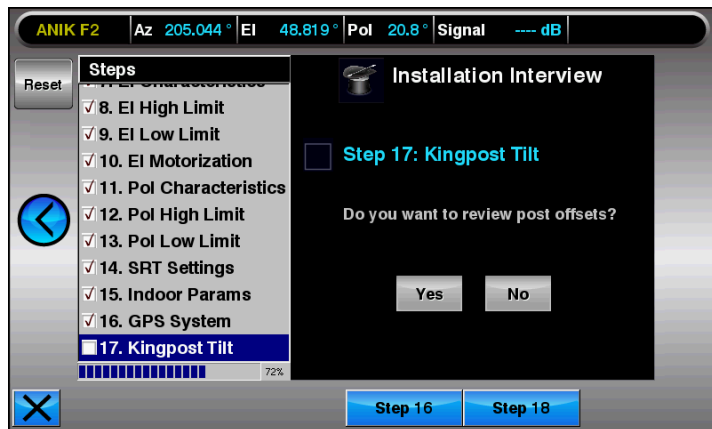 ANIK F2 Az 205.044 ° El 48.819 ° Pol 20.8 ° Signal ---- dB
Reset
Steps
8. El High Limit
9. El Low Limit
10. El Motorization
11. Pol Characteristics
12. Pol High Limit
13. Pol Low Limit
14. SRT Settings
15. Indoor Params
16. GPS System
17. Kingpost Tilt
72%
Installation Interview
Step 17: Kingpost Tilt
Do you want to review post offsets?
Yes No
Step 16 Step 18